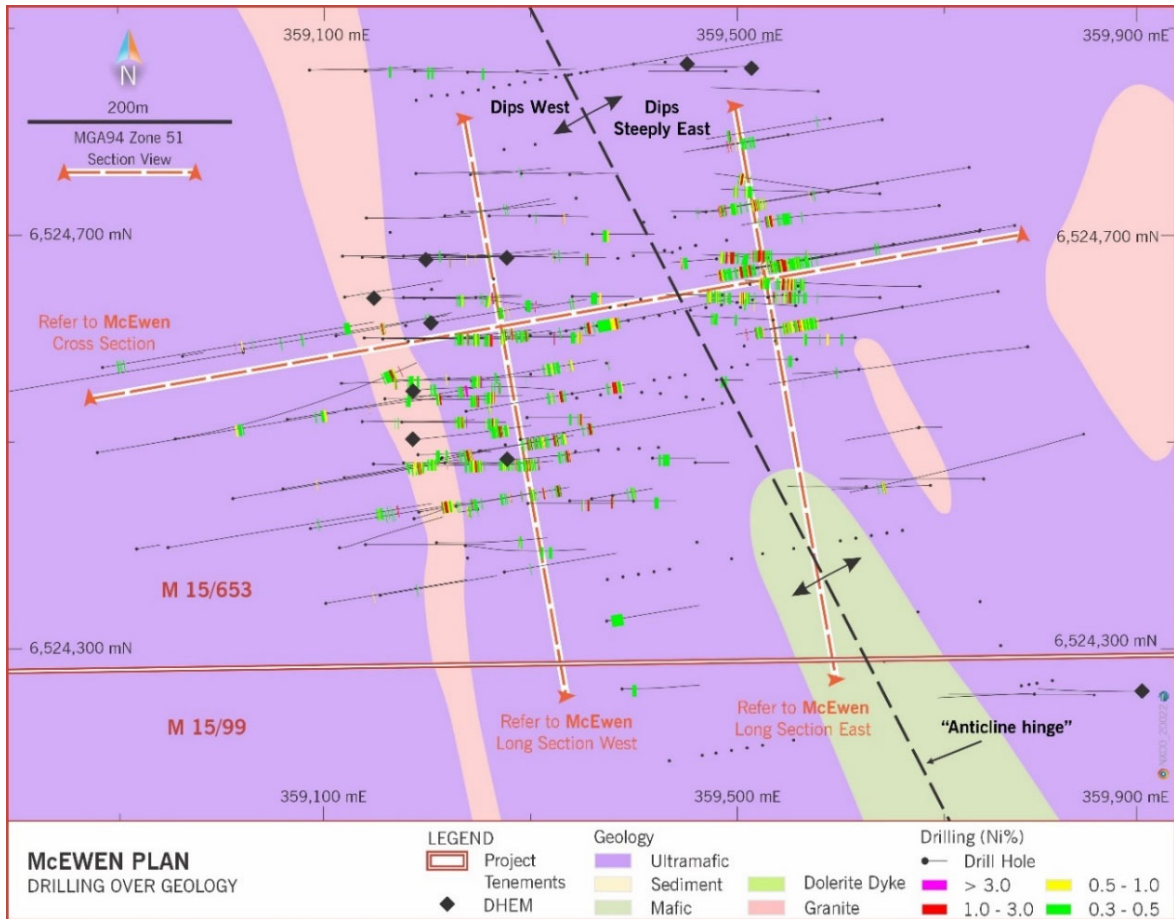 359,100 mE
359,500 mE
359,900 mE
N
200m
MGA94 Zone 51
Section View
Dips West
Dips
Steeply East
6,524,700 mN
6,524,700 mN
Refer to McEwen
Cross Section
M 15/653
6,524,300 mN
6,524,300 mN
M 15/99
Refer to McEwen
Long Section West
Refer to McEwen
Long Section East
"Anticline hinge"
359,100 mE
359,500 mE
359,900 mE
McEWEN PLAN
DRILLING OVER GEOLOGY
LEGEND
Project
Tenements
DHEM
Geology
Ultramafic
Sediment
Mafic
Dolerite Dyke
Granite
Drilling (Ni%)
Drill Hole
> 3.0
1.0 - 3.0
0.5 - 1.0
0.3 - 0.5